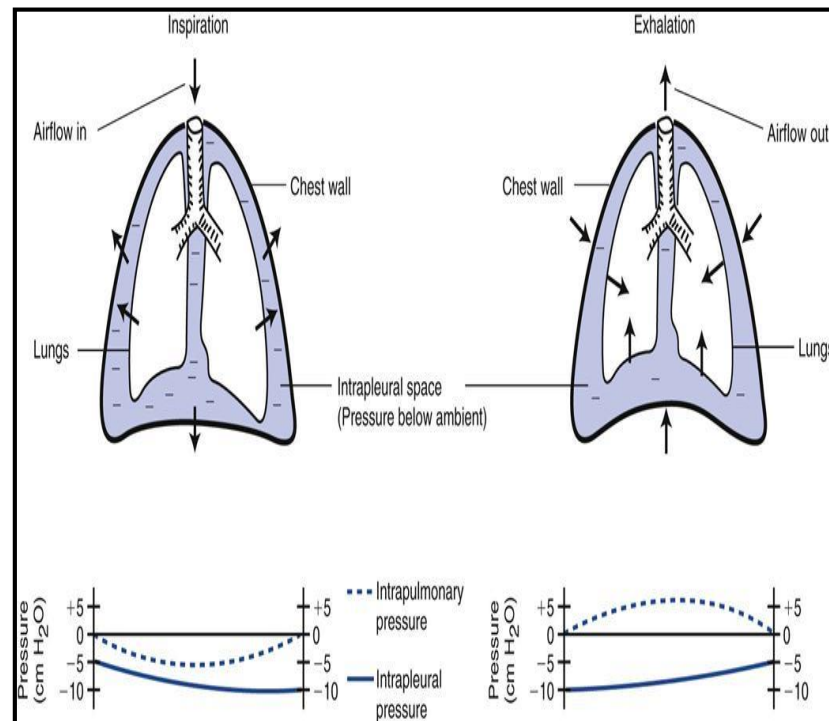 Inspiration
Exhalation
Airflow in
Airflow out
Chest wall
Chest wall
Lungs
Lungs
Intrapleural space
(Pressure below ambient)
Pressure
(cm H2O)
+5
0
−5
−10
+5
0
−5
−10
Intrapulmonary
pressure
Intrapleural
pressure
Pressure
(cm H2O)
+5
0
−5
−10
+5
0
−5
−10